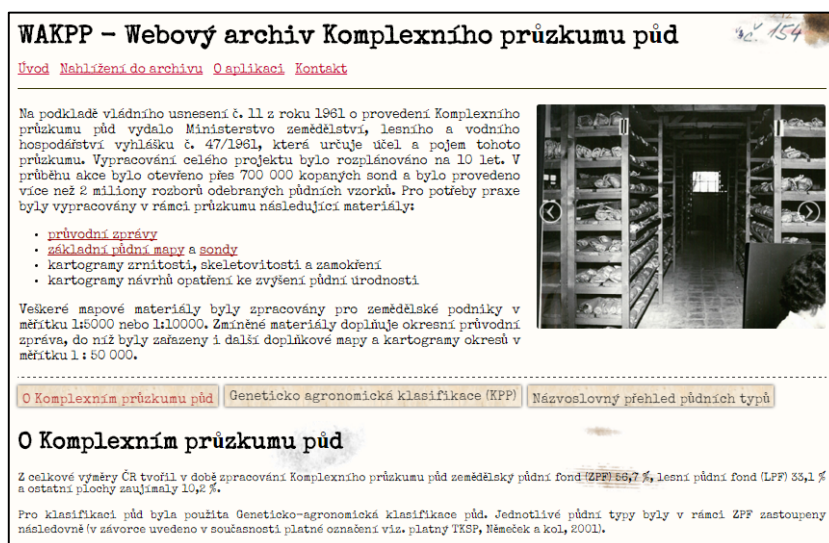 WAKPP – Webový archiv Komplexního průzkumu půd
č. 154
Úvod Nahlížení do archivu O aplikaci Kontakt
Na podkladě vládního usnesení č. 11 z roku 1961 o provedení Komplexního
průzkumu půd vydalo Ministerstvo zemědělství, lesního a vodního
hospodářství vyhlášku č. 47/1961, která určuje účel a pojem tohoto
průzkumu. Vypracování celého projektu bylo rozplánováno na 10 let. V
průběhu akce bylo otevřeno přes 700 000 kopaných sond a bylo provedeno
více než 2 miliony rozborů odebraných půdních vzorků. Pro potřeby praxe
byly vypracovány v rámci průzkumu následující materiály:
• průvodní zprávy
• základní půdní mapy a sondy
• kartogramy zrnitosti, skeletovitosti a zamokření
• kartogramy návrhů opatření ke zvýšení půdní úrodnosti
Veškeré mapové materiály byly zpracovány pro zemědělské podniky v
měřítku 1:5000 nebo 1:10000. Zmíněné materiály doplňuje okresní průvodní
zpráva, do níž byly zařazeny i další doplňkové mapy a kartogramy okresů v
měřítku 1 : 50 000.
O Komplexním průzkumu půd Geneticko agronomická klasifikace (KPP) Názvoslovný přehled půdních typů
O Komplexním průzkumu půd
Z celkové výměry ČR tvořil v době zpracování Komplexního průzkumu půd zemědělský půdní fond (ZPF) 56,7 %, lesní půdní fond (LPF) 33,1 %
a ostatní plochy zaujímaly 10,2 %.
Pro klasifikaci půd byla použita Geneticko-agronomická klasifikace půd. Jednotlivé půdní typy byly v rámci ZPF zastoupeny
následovně (v závorce uvedeno v současnosti platné označení viz. platný TKSP, Němeček a kol, 2001).